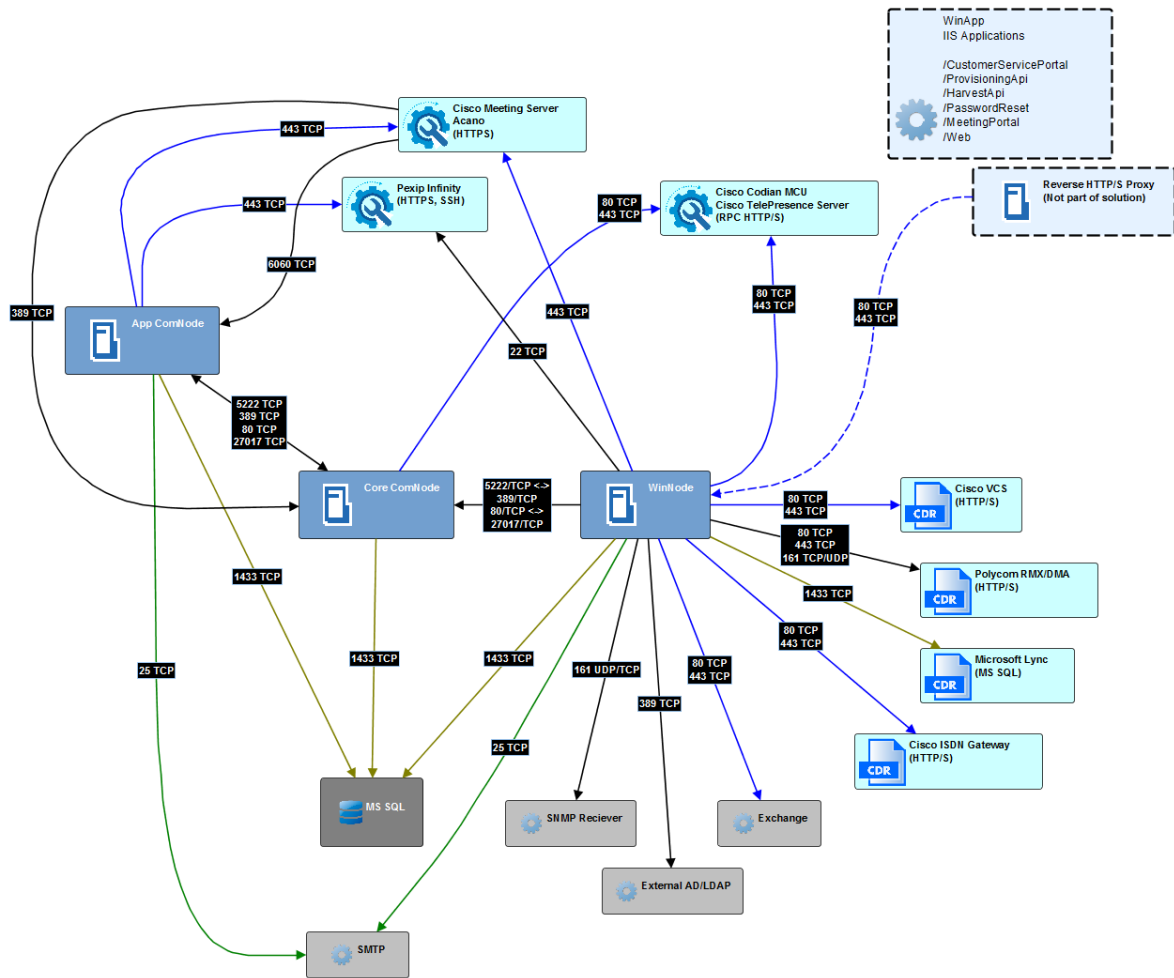 WinApp
IIS Applications
/CustomerServicePortal
/ProvisioningApi
/HarvestApi
/PasswordReset
/MeetingPortal
/Web
Cisco Meeting Server
Acano
(HTTPS)
443 TCP
Pexip Infinity
(HTTPS, SSH)
443 TCP
Cisco Codian MCU
Cisco TelePresence Server
(RPC HTTP/S)
80 TCP
443 TCP
Reverse HTTP/S Proxy
(Not part of solution)
6060 TCP
389 TCP
App ComNode
443 TCP
80 TCP
443 TCP
80 TCP
443 TCP
22 TCP
5222 TCP
389 TCP
80 TCP
27017 TCP
Core ComNode
5222/TCP <->
389/TCP
80/TCP <->
27017/TCP
WinNode
80 TCP
443 TCP
CDR
Cisco VCS
(HTTP/S)
80 TCP
443 TCP
161 TCP/UDP
CDR
Polycom RMX/DMA
(HTTP/S)
1433 TCP
1433 TCP
80 TCP
443 TCP
CDR
Microsoft Lync
(MS SQL)
25 TCP
1433 TCP
1433 TCP
161 UDP/TCP
80 TCP
443 TCP
389 TCP
25 TCP
CDR
Cisco ISDN Gateway
(HTTP/S)
MS SQL
SNMP Reciever
Exchange
External AD/LDAP
SMTP